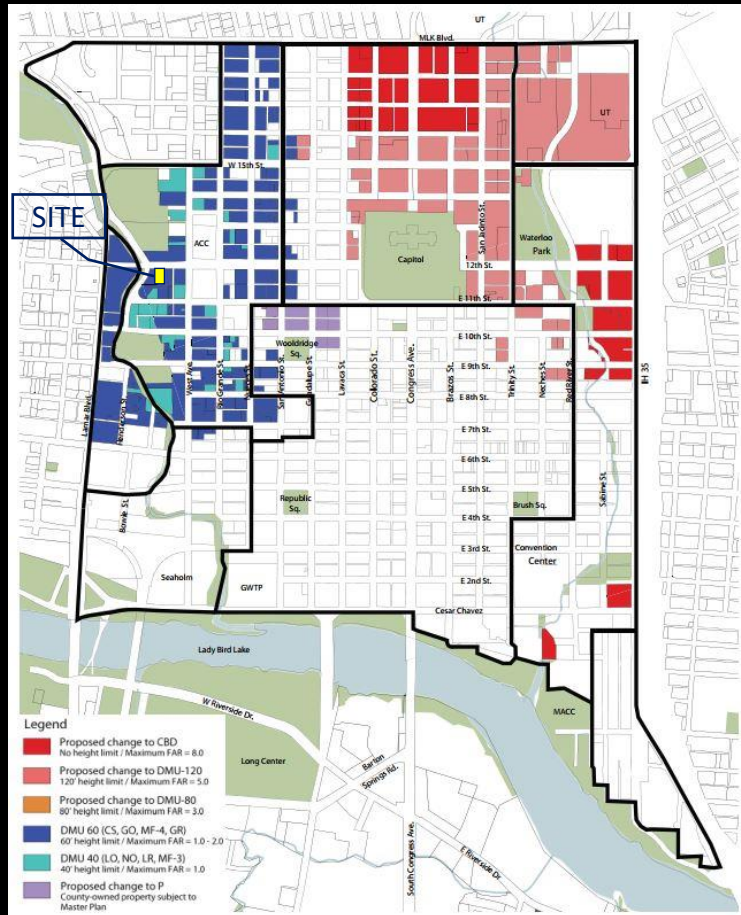 UT
MLK Blvd.
UT
W 15th St.
SITE
ACC
Capitol
San Jacinto St.
Waterloo
Park
12th St.
E 11th St.
E 10th St.
Wooldridge
Sq.
E 9th St.
E 8th St.
E 7th St.
E 6th St.
E 5th St.
E 4th St.
E 3rd St.
E 2nd St.
Lamar Blvd.
Henderson St.
West Ave.
Rio Grande St.
San Antonio St.
Guadalupe St.
Lavaca St.
Colorado St.
Congress Ave.
Brazos St.
Trinity St.
Neches St.
Red River St.
IH 35
Sabine St.
Bowie St.
Republic
Sq.
Brush Sq.
Convention
Center
Seaholm
GWTP
Cesar Chavez
Lady Bird Lake
W Riverside Dr.
MACC
Long Center
Barton
Springs Rd.
South Congress Ave.
E Riverside Dr.
Legend
Proposed change to CBD
No height limit / Maximum FAR = 8.0
Proposed change to DMU-120
120' height limit / Maximum FAR = 5.0
Proposed change to DMU-80
80' height limit / Maximum FAR = 3.0
DMU 60 (CS, GO, MF-4, GR)
60' height limit / Maximum FAR = 1.0 - 2.0
DMU 40 (LO, NO, LR, MF-3)
40' height limit / Maximum FAR = 1.0
Proposed change to P
County-owned property subject to
Master Plan